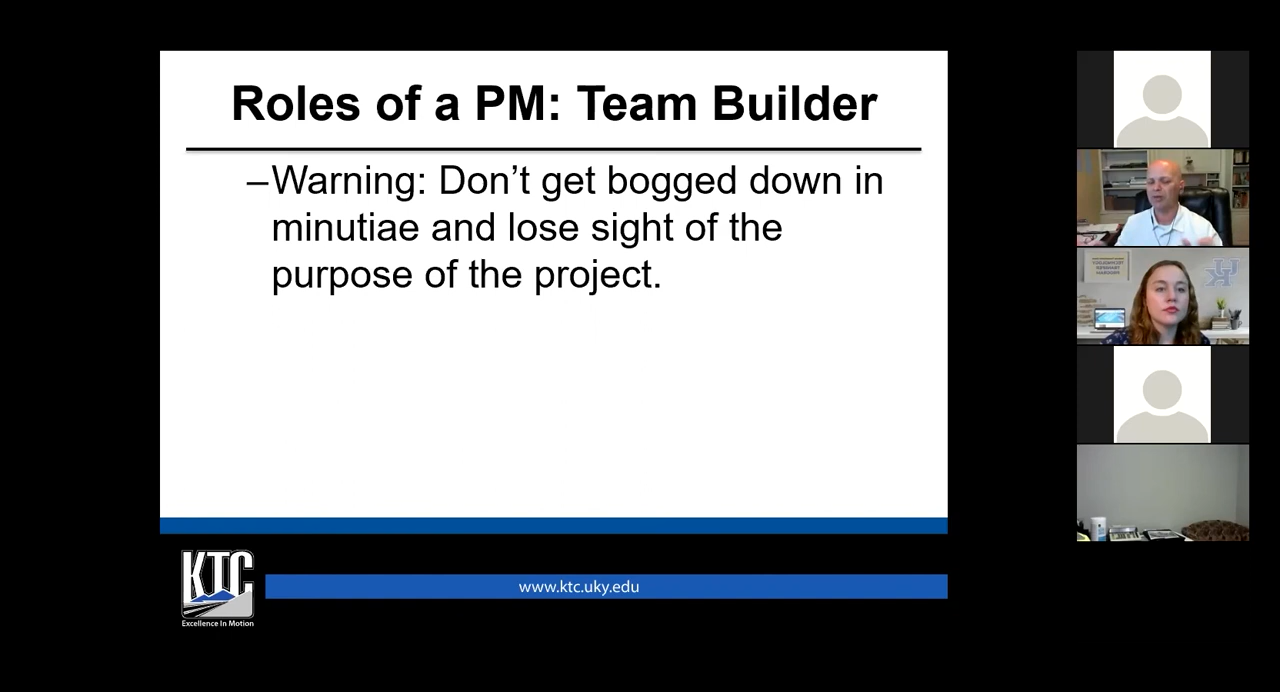 Roles of a PM: Team Builder
–Warning: Don’t get bogged down in
minutiae and lose sight of the
purpose of the project.
KTC
Excellence In Motion
www.ktc.uky.edu
UK